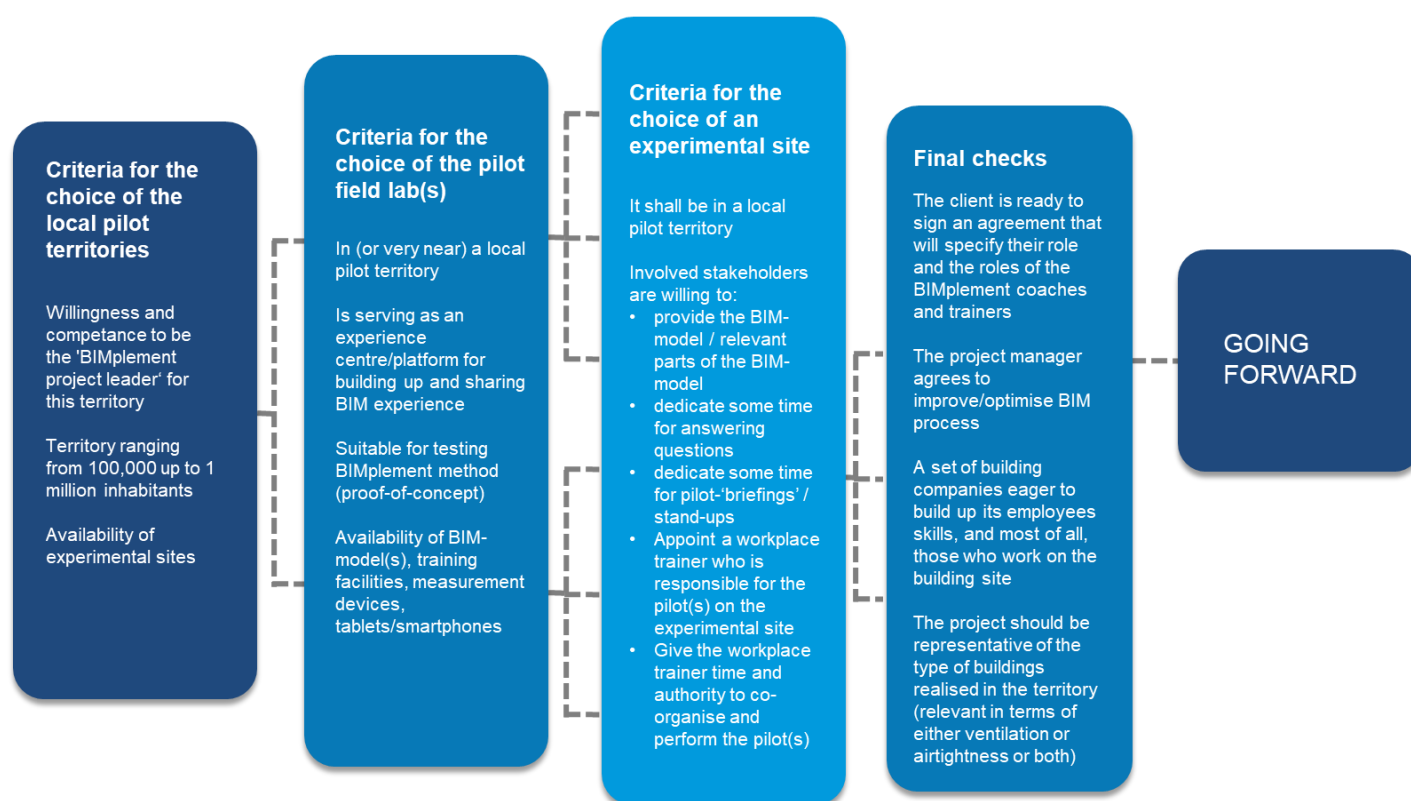 Criteria for the
choice of the
local pilot
territories
Willingness and
competance to be
the 'BIMplement
project leader‘ for
this territory
Territory ranging
from 100,000 up to 1
million inhabitants
Availability of
experimental sites
Criteria for the
choice of the pilot
field lab(s)
In (or very near) a local
pilot territory
Is serving as an
experience
centre/platform for
building up and sharing
BIM experience
Suitable for testing
BIMplement method
(proof-of-concept)
Availability of BIM-
model(s), training
facilities, measurement
devices,
tablets/smartphones
Criteria for the
choice of an
experimental site
It shall be in a local
pilot territory
Involved stakeholders
are willing to:
• provide the BIM-
model / relevant
parts of the BIM-
model
• dedicate some time
for answering
questions
• dedicate some time
for pilot-‘briefings’ /
stand-ups
• Appoint a workplace
trainer who is
responsible for the
pilot(s) on the
experimental site
• Give the workplace
trainer time and
authority to co-
organise and
perform the pilot(s)
Final checks
The client is ready to
sign an agreement that
will specify their role
and the roles of the
BIMplement coaches
and trainers
The project manager
agrees to
improve/optimise BIM
process
A set of building
companies eager to
build up its employees
skills, and most of all,
those who work on the
building site
The project should be
representative of the
type of buildings
realised in the territory
(relevant in terms of
either ventilation or
airtightness or both)
GOING
FORWARD